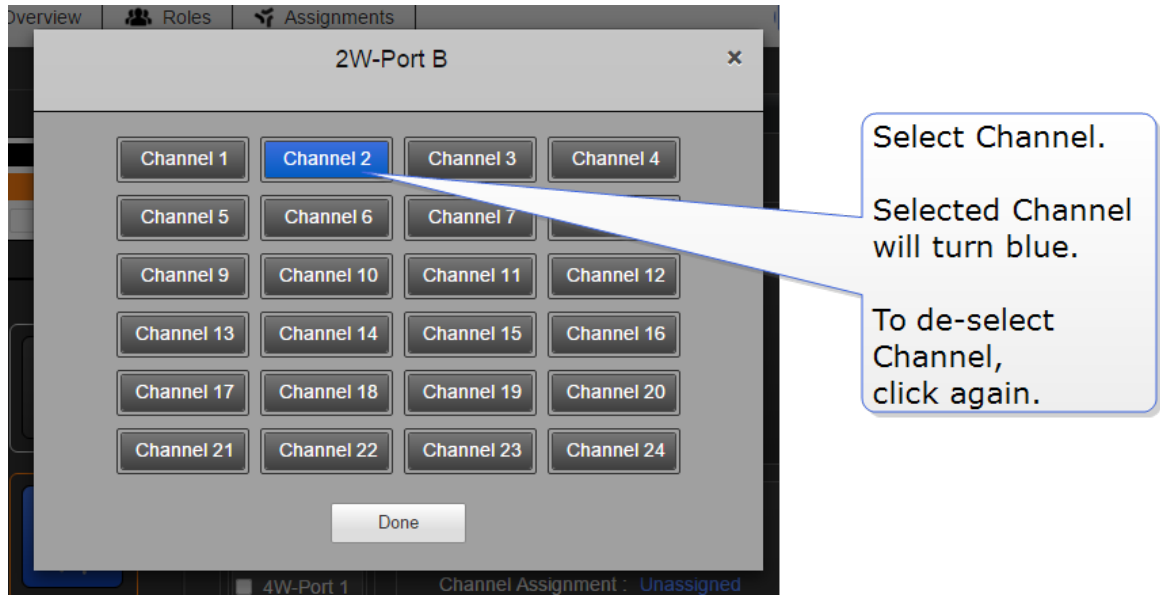 Overview Roles Assignments
2W-Port B
Channel 1 Channel 2 Channel 3 Channel 4
Channel 5 Channel 6 Channel 7
Channel 9 Channel 10 Channel 11 Channel 12
Channel 13 Channel 14 Channel 15 Channel 16
Channel 17 Channel 18 Channel 19 Channel 20
Channel 21 Channel 22 Channel 23 Channel 24
Done
4W-Port 1 Channel Assignment : Unassigned
Select Channel.
Selected Channel
will turn blue.
To de-select
Channel,
click again.